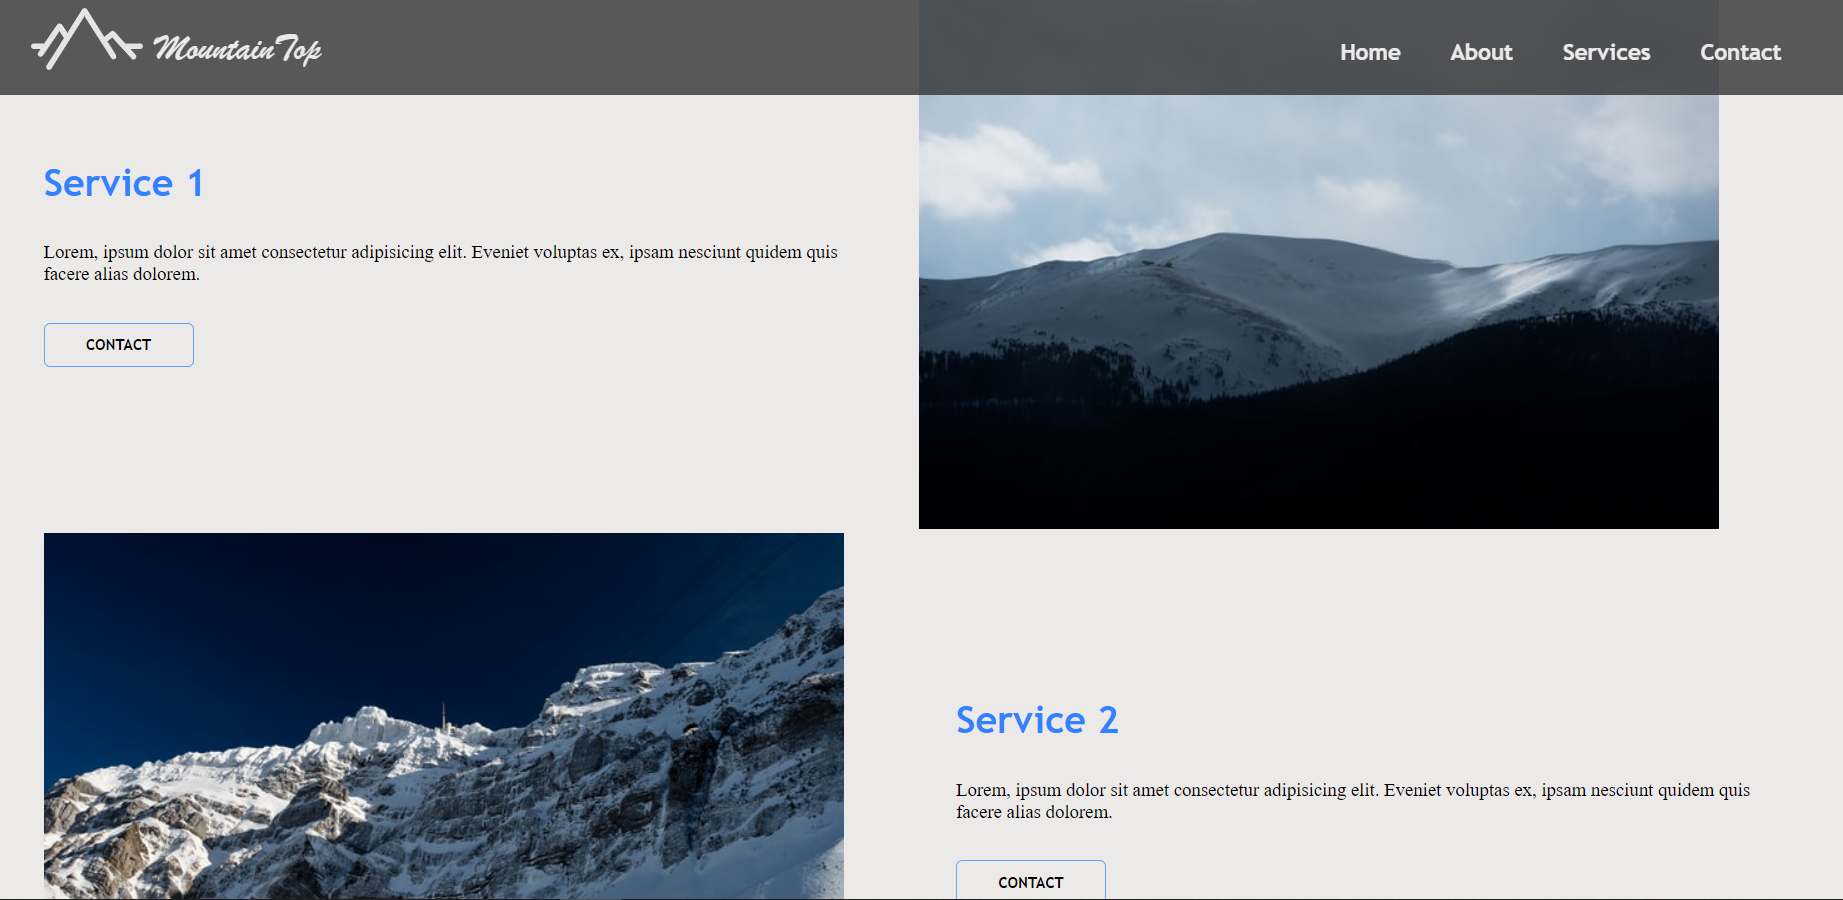 MountainTop
Home About Services Contact
Service 1
Lorem, ipsum dolor sit amet consectetur adipisicing elit. Eveniet voluptas ex, ipsam nesciunt quidem quis
facere alias dolorem.
CONTACT
Service 2
Lorem, ipsum dolor sit amet consectetur adipisicing elit. Eveniet voluptas ex, ipsam nesciunt quidem quis
facere alias dolorem.
CONTACT